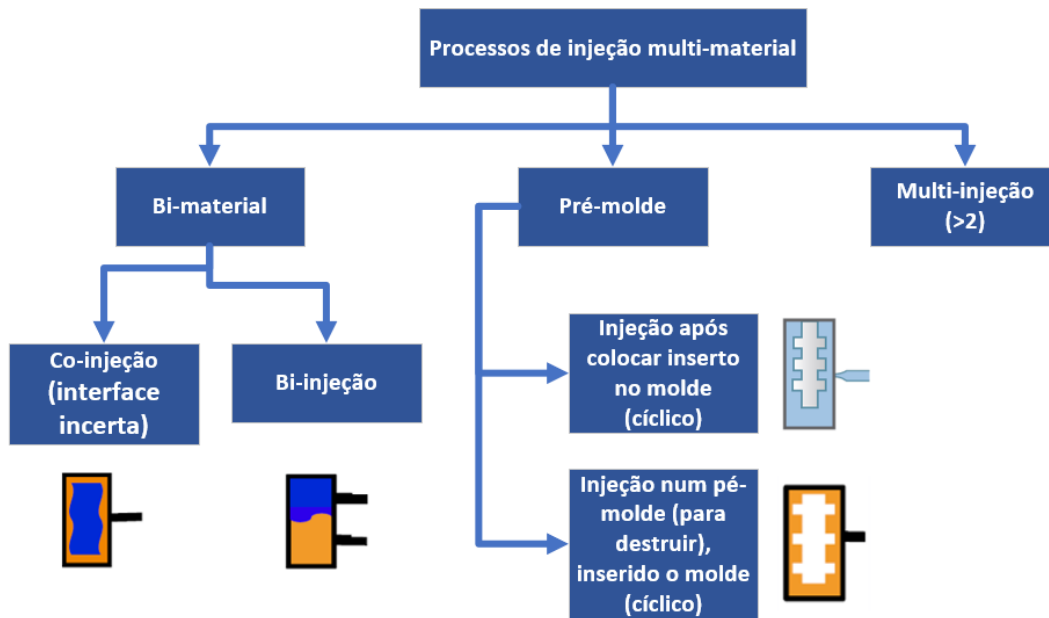 Processos de injeção multi-material
Bi-material
Pré-molde
Multi-injeção
(>2)
Co-injeção
(interface
incerta)
Bi-injeção
Injeção após
colocar inserto
no molde
(cíclico)
Injeção num pé-
molde (para
destruir),
inserido o molde
(cíclico)